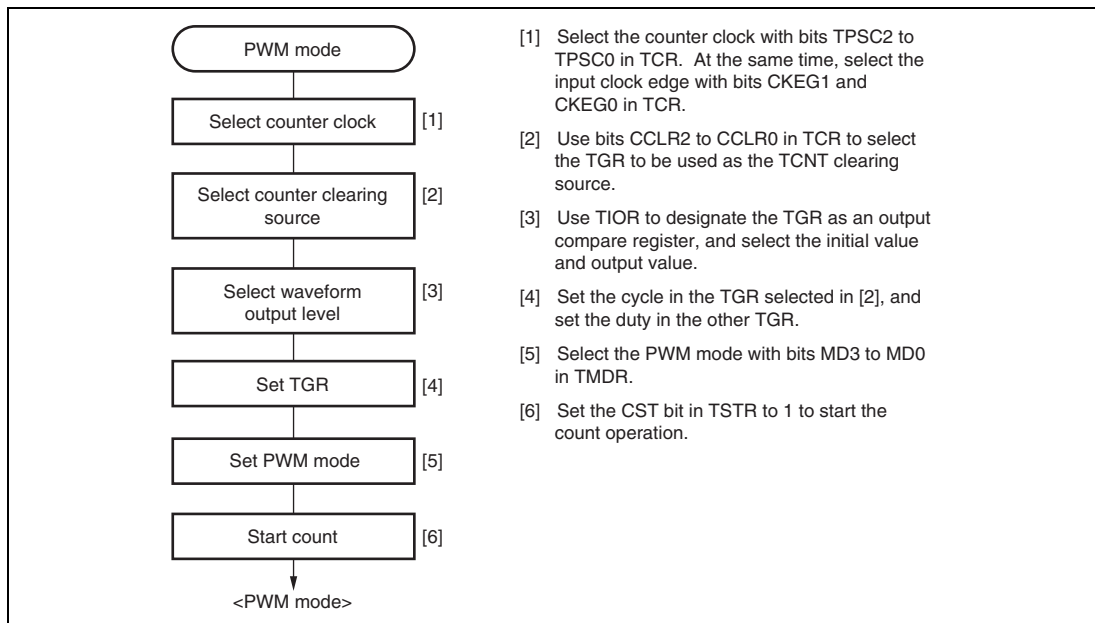 PWM mode
Select counter clock
[1]
Select counter clearing
source
[2]
Select waveform
output level
[3]
Set TGR
[4]
Set PWM mode
[5]
Start count
[6]
<PWM mode>
[1] Select the counter clock with bits TPSC2 to
TPSC0 in TCR. At the same time, select the
input clock edge with bits CKEG1 and
CKEG0 in TCR.
[2] Use bits CCLR2 to CCLR0 in TCR to select
the TGR to be used as the TCNT clearing
source.
[3] Use TIOR to designate the TGR as an output
compare register, and select the initial value
and output value.
[4] Set the cycle in the TGR selected in [2], and
set the duty in the other TGR.
[5] Select the PWM mode with bits MD3 to MD0
in TMDR.
[6] Set the CST bit in TSTR to 1 to start the
count operation.